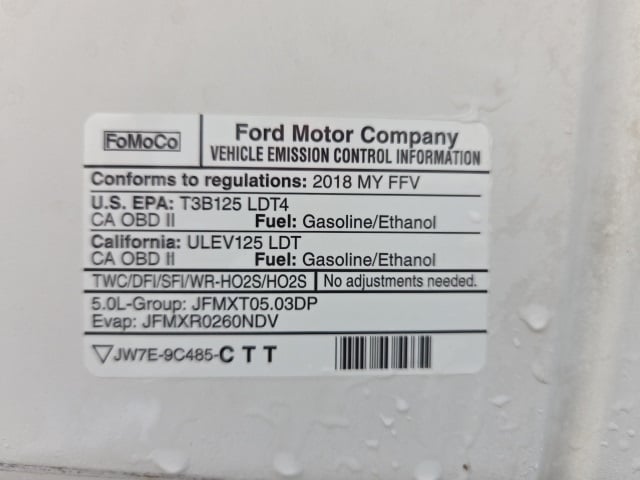 FoMoCo
Ford Motor Company
VEHICLE EMISSION CONTROL INFORMATION
Conforms to regulations: 2018 MY FFV
U.S. EPA: T3B125 LDT4
CA OBD II Fuel: Gasoline/Ethanol
California: ULEV125 LDT
CA OBD II Fuel: Gasoline/Ethanol
TWC/DFI/SFI/WR-HO2S/HO2S No adjustments needed.
5.0L-Group: JFMXT05.03DP
Evap: JFMXR0260NDV
JW7E-9C485-CTT